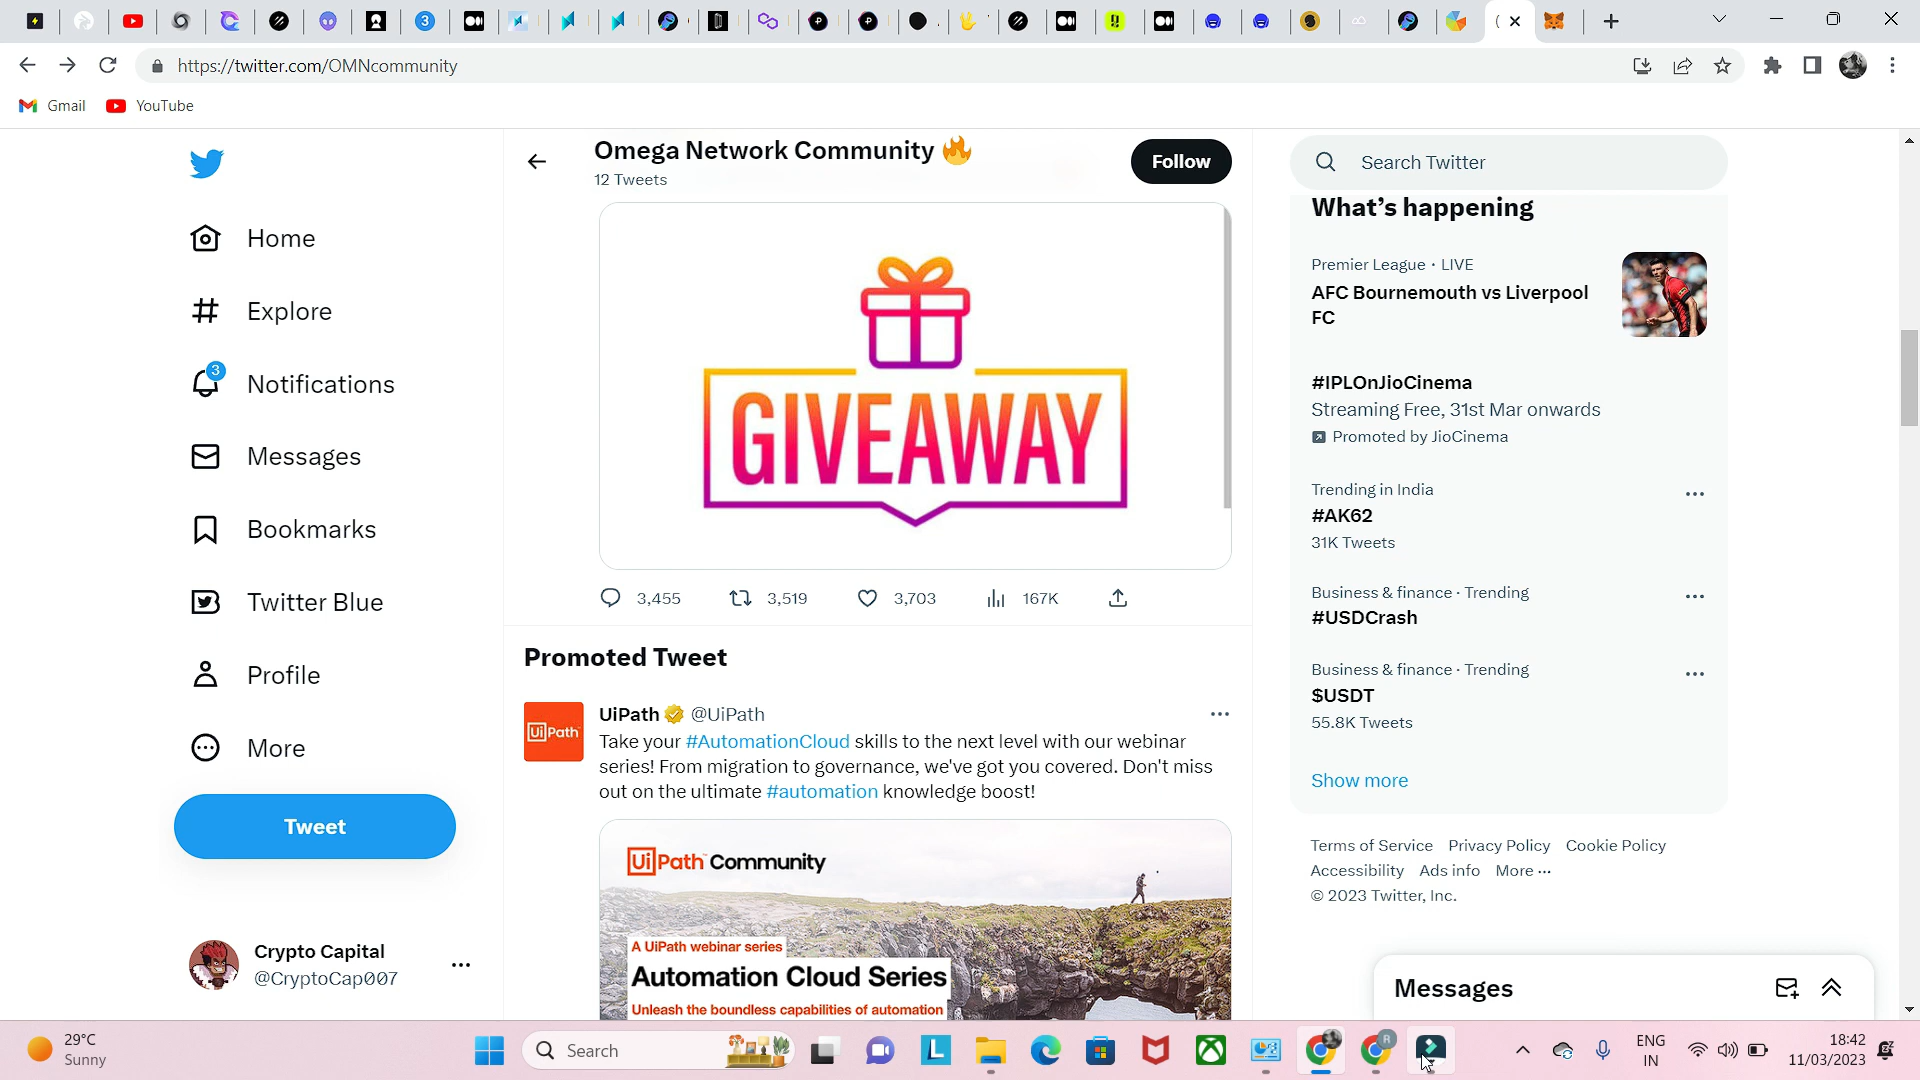 https://twitter.com/OMNcommunity
Gmail
YouTube
Home
Explore
3
Notifications
Messages
Bookmarks
Twitter Blue
Profile
More
Tweet
Crypto Capital
@CryptoCap007
Omega Network Community 🔥
12 Tweets
Follow
GIVEAWAY
3,455
3,519
3,703
167K
Promoted Tweet
UiPath @UiPath
Take your #AutomationCloud skills to the next level with our webinar
series! From migration to governance, we've got you covered. Don't miss
out on the ultimate #automation knowledge boost!
UiPath
UiPath Community
A UiPath webinar series
Automation Cloud Series
Unleash the boundless capabilities of automation
Search Twitter
What's happening
Premier League · LIVE
AFC Bournemouth vs Liverpool
FC
#IPLOnJioCinema
Streaming Free, 31st Mar onwards
Promoted by JioCinema
Trending in India
#AK62
31K Tweets
Business & finance · Trending
#USDCrash
Business & finance · Trending
$USDT
55.8K Tweets
Show more
Terms of Service Privacy Policy Cookie Policy
Accessibility Ads info More ···
© 2023 Twitter, Inc.
Messages
29°C
Sunny
Search
ENG
IN
18:42
11/03/2023